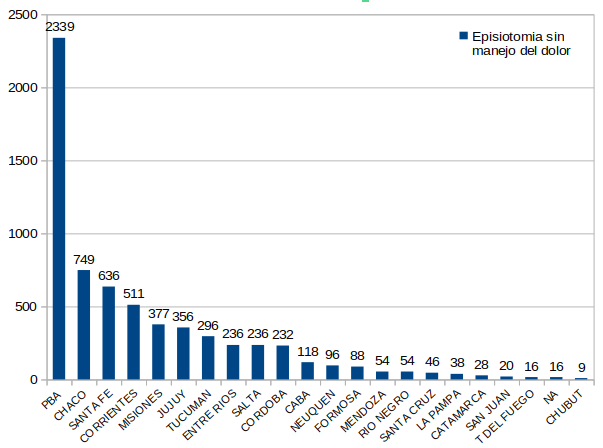 2500
2000
1500
1000
500
0
Episiotomia sin
manejo del dolor
2339
749
636
511
377
356
296
236
236
232
118
96
88
54
54
46
38
28
20
16
16
9
PBA
CHACO
SANTA FE
CORRIENTES
MISIONES
JUJUY
TUCUMAN
ENTRE RIOS
SALTA
CORDOBA
CABA
NEUQUEN
FORMOSA
MENDOZA
RIO NEGRO
SANTA CRUZ
LA PAMPA
CATAMARCA
SAN JUAN
T DEL FUEGO
NA
CHUBUT